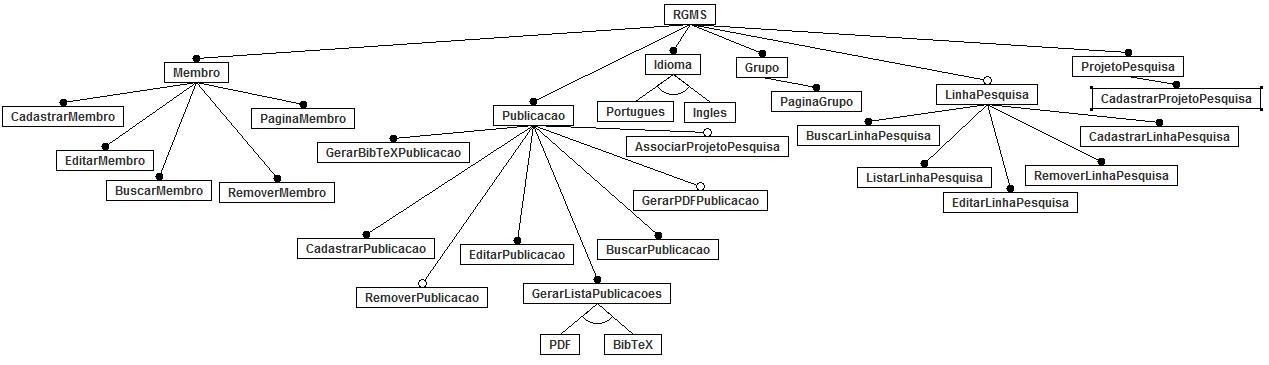 RGMS
Membro
Idioma
Grupo
LinhaPesquisa
ProjetoPesquisa
CadastrarMembro
PaginaMembro
EditarMembro
BuscarMembro
RemoverMembro
Publicacao
Portugues
Ingles
PaginaGrupo
CadastrarProjetoPesquisa
GerarBibTeXPublicacao
AssociarProjetoPesquisa
GerarPDFPublicacao
CadastrarPublicacao
EditarPublicacao
BuscarPublicacao
RemoverPublicacao
GerarListaPublicacoes
PDF
BibTeX
BuscarLinhaPesquisa
CadastrarLinhaPesquisa
ListarLinhaPesquisa
RemoverLinhaPesquisa
EditarLinhaPesquisa